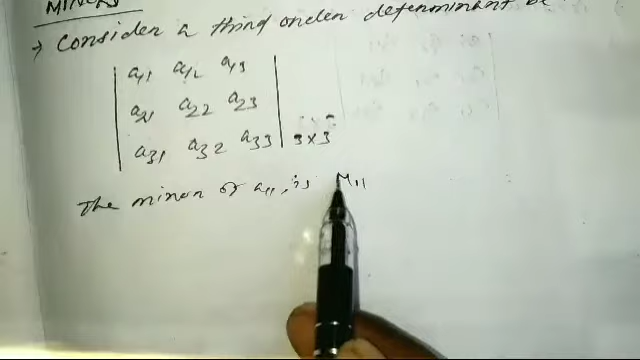 MINORS
→ Consider a third order determinant be
a11 a12 a13
a21 a22 a23
a31 a32 a33 3×3
The minor of a11, is M11